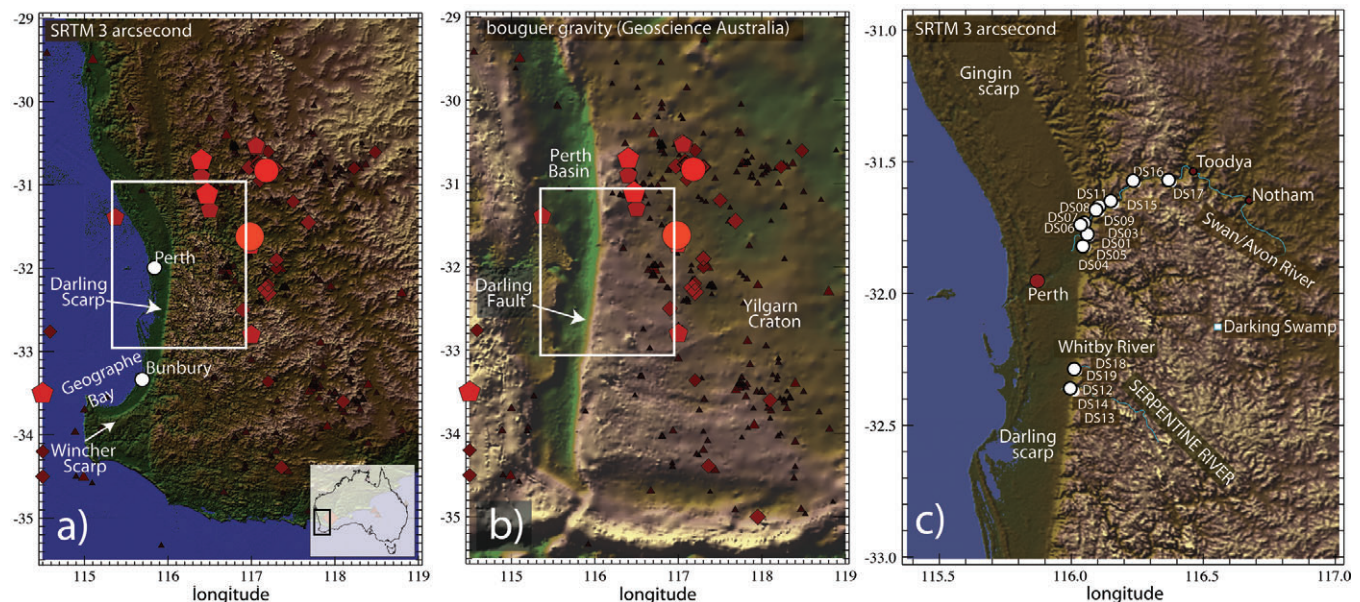 SRTM 3 arcsecond
-29
-30
-31
-32
-33
-34
-35
Perth
Darling
Scarp
Bunbury
Geographe
Bay
Wincher
Scarp
a)
115
116
117
118
119
longitude
bouguer gravity (Geoscience Australia)
-29
-30
-31
-32
-33
-34
-35
Perth
Basin
Darling
Fault
Yilgarn
Craton
b)
115
116
117
118
119
longitude
SRTM 3 arcsecond
-31.0
-31.5
-32.0
-32.5
-33.0
Gingin
scarp
Toodya
DS16
DS17
Notham
DS11
DS08
DS15
DS07
DS09
DS06
DS03
DS01
DS05
DS04
Swan/Avon River
Perth
Darking Swamp
Whitby River
DS18
DS19
DS12
DS14
DS13
SERPENTINE RIVER
Darling
scarp
c)
115.5
116.0
116.5
117.0
longitude